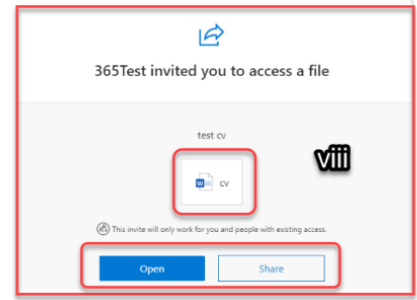 365Test invited you to access a file
test cv
viii
cv
This invite will only work for you and people with existing access.
Open Share